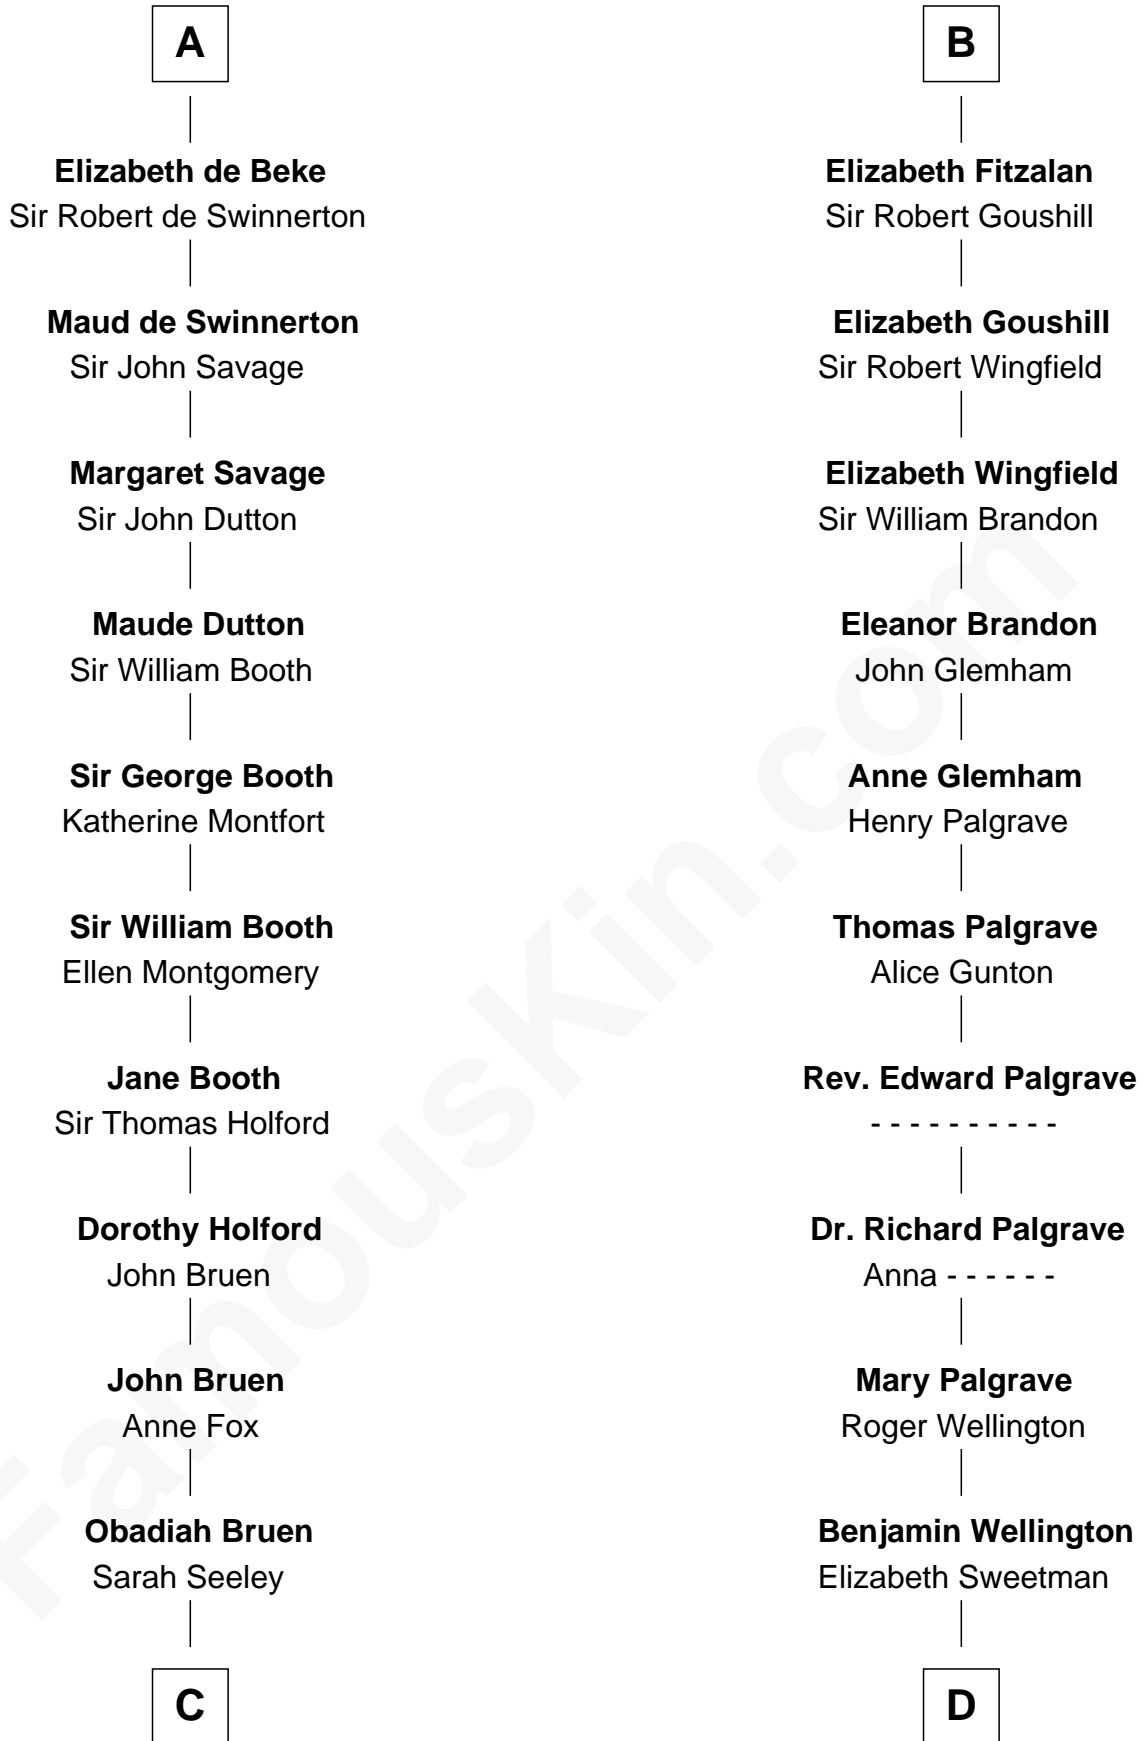 A
Elizabeth de Beke
Sir Robert de Swinnerton
Maud de Swinnerton
Sir John Savage
Margaret Savage
Sir John Dutton
Maude Dutton
Sir William Booth
Sir George Booth
Katherine Montfort
Sir William Booth
Ellen Montgomery
Jane Booth
Sir Thomas Holford
Dorothy Holford
John Bruen
John Bruen
Anne Fox
Obadiah Bruen
Sarah Seeley
C
B
Elizabeth Fitzalan
Sir Robert Goushill
Elizabeth Goushill
Sir Robert Wingfield
Elizabeth Wingfield
Sir William Brandon
Eleanor Brandon
John Glemham
Anne Glemham
Henry Palgrave
Thomas Palgrave
Alice Gunton
Rev. Edward Palgrave
- - - - - - - - - -
Dr. Richard Palgrave
Anna - - - - - -
Mary Palgrave
Roger Wellington
Benjamin Wellington
Elizabeth Sweetman
D
FamousKin.com